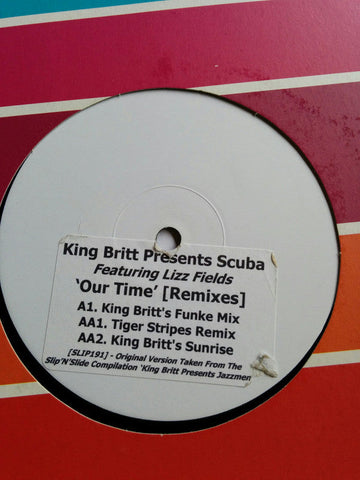 King Britt Presents Scuba
Featuring Lizz Fields
'Our Time' [Remixes]
A1. King Britt's Funke Mix
AA1. Tiger Stripes Remix
AA2. King Britt's Sunrise
[SLIP191] - Original Version Taken From The
Slip'N'Slide Compilation 'King Britt Presents Jazzmen